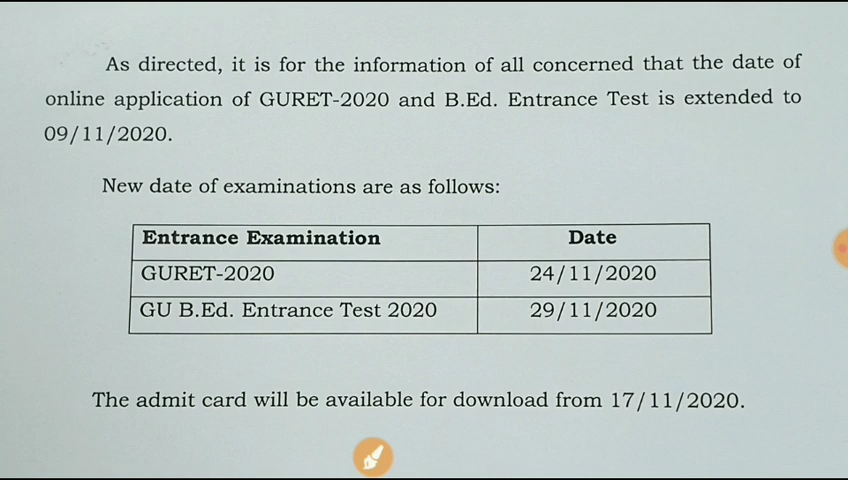 As directed, it is for the information of all concerned that the date of
online application of GURET-2020 and B.Ed. Entrance Test is extended to
09/11/2020.
New date of examinations are as follows:
Entrance Examination Date
GURET-2020 24/11/2020
GU B.Ed. Entrance Test 2020 29/11/2020
The admit card will be available for download from 17/11/2020.